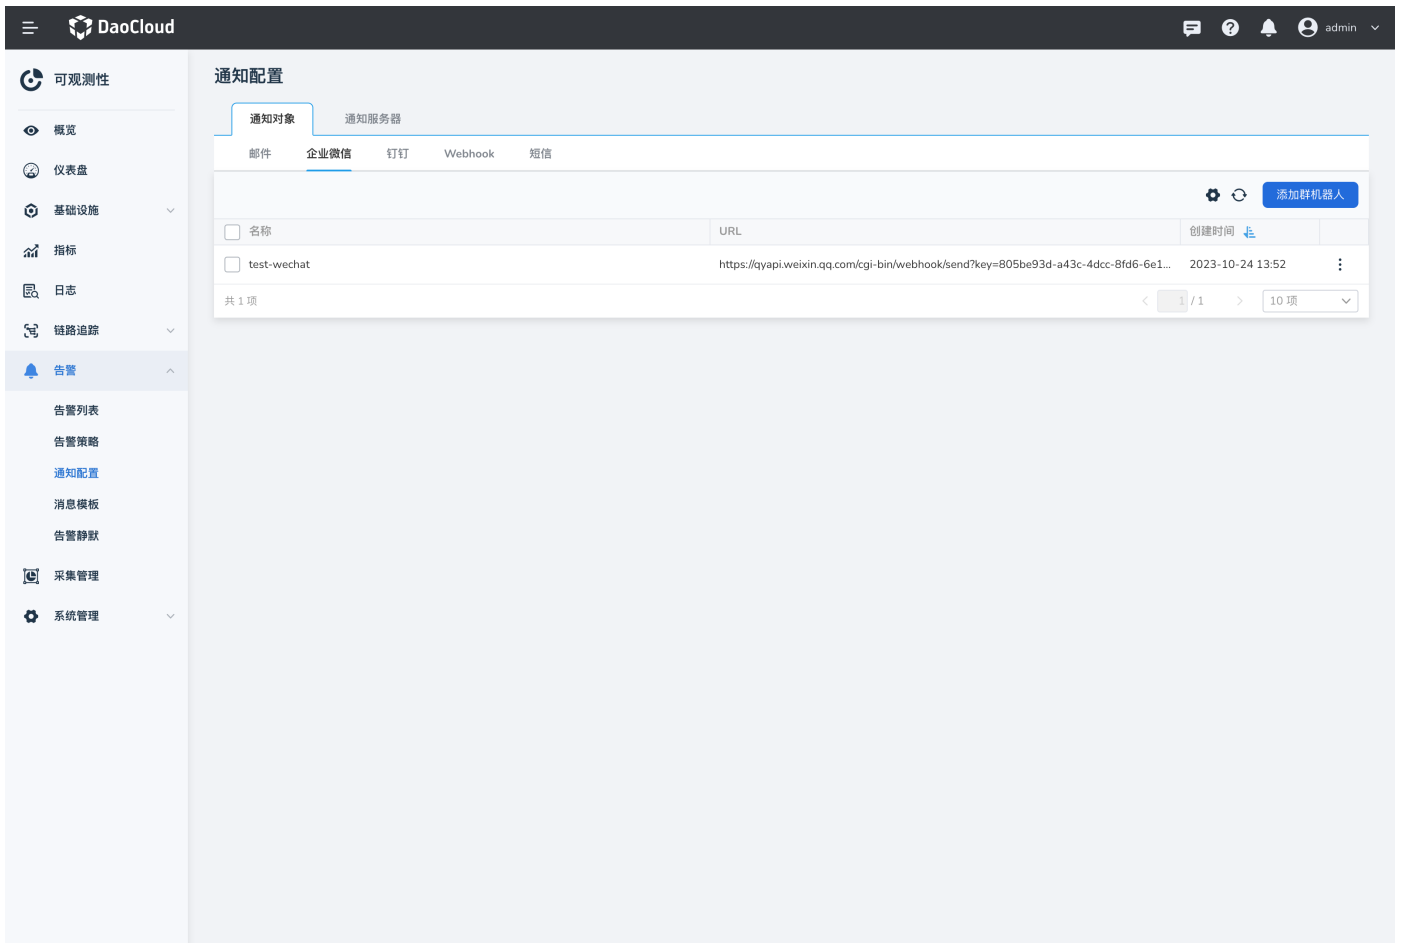 DaoCloud
admin
可观测性
概览
仪表盘
基础设施
指标
日志
链路追踪
告警
告警列表
告警策略
通知配置
消息模板
告警静默
采集管理
系统管理
通知配置
通知对象 通知服务器
邮件 企业微信 钉钉 Webhook 短信
添加群机器人
名称 URL 创建时间
test-wechat https://qyapi.weixin.qq.com/cgi-bin/webhook/send?key=805be93d-a43c-4dcc-8fd6-6e1... 2023-10-24 13:52
共 1 项 1 / 1 10 项